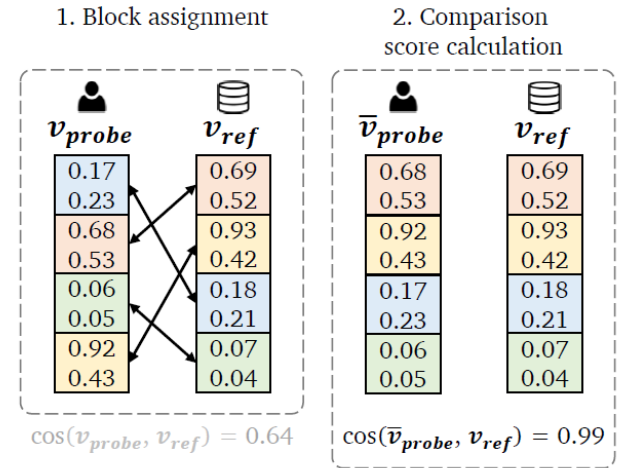 1. Block assignment
v_probe v_ref
0.17 0.69
0.23 0.52
0.68 0.93
0.53 0.42
0.06 0.18
0.05 0.21
0.92 0.07
0.43 0.04
cos(v_probe, v_ref) = 0.64
2. Comparison
score calculation
v̅_probe v_ref
0.68 0.69
0.53 0.52
0.92 0.93
0.43 0.42
0.17 0.18
0.23 0.21
0.06 0.07
0.05 0.04
cos(v̅_probe, v_ref) = 0.99